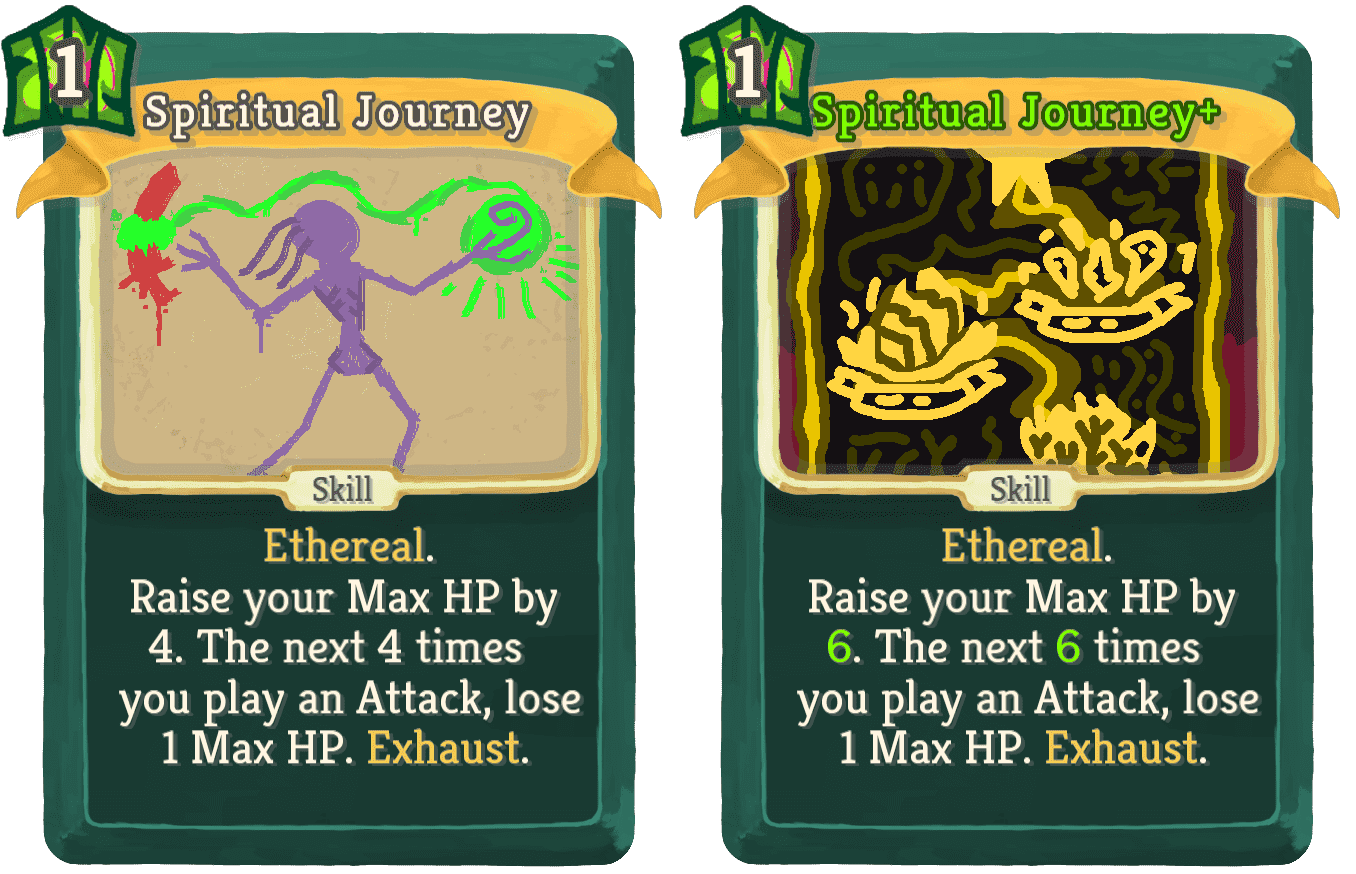 1
Spiritual Journey
Skill
Ethereal.
Raise your Max HP by
4. The next 4 times
you play an Attack, lose
1 Max HP. Exhaust.
1
Spiritual Journey+
Skill
Ethereal.
Raise your Max HP by
6. The next 6 times
you play an Attack, lose
1 Max HP. Exhaust.